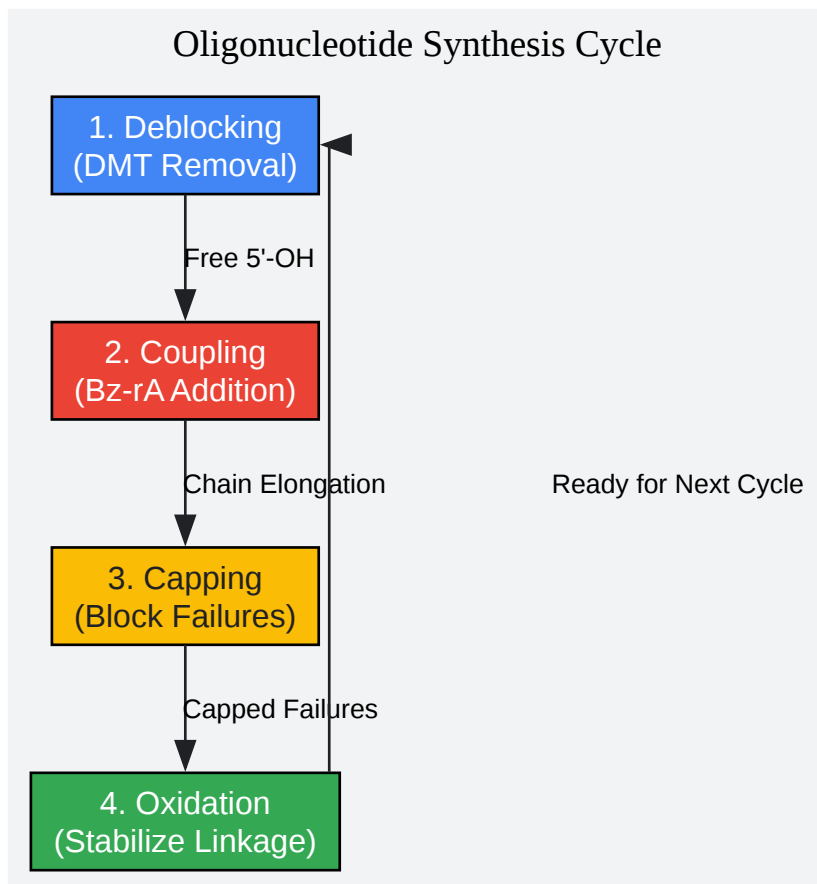 Oligonucleotide Synthesis Cycle
1. Deblocking
(DMT Removal)
Free 5'-OH
2. Coupling
(Bz-rA Addition)
Chain Elongation
Ready for Next Cycle
3. Capping
(Block Failures)
Capped Failures
4. Oxidation
(Stabilize Linkage)